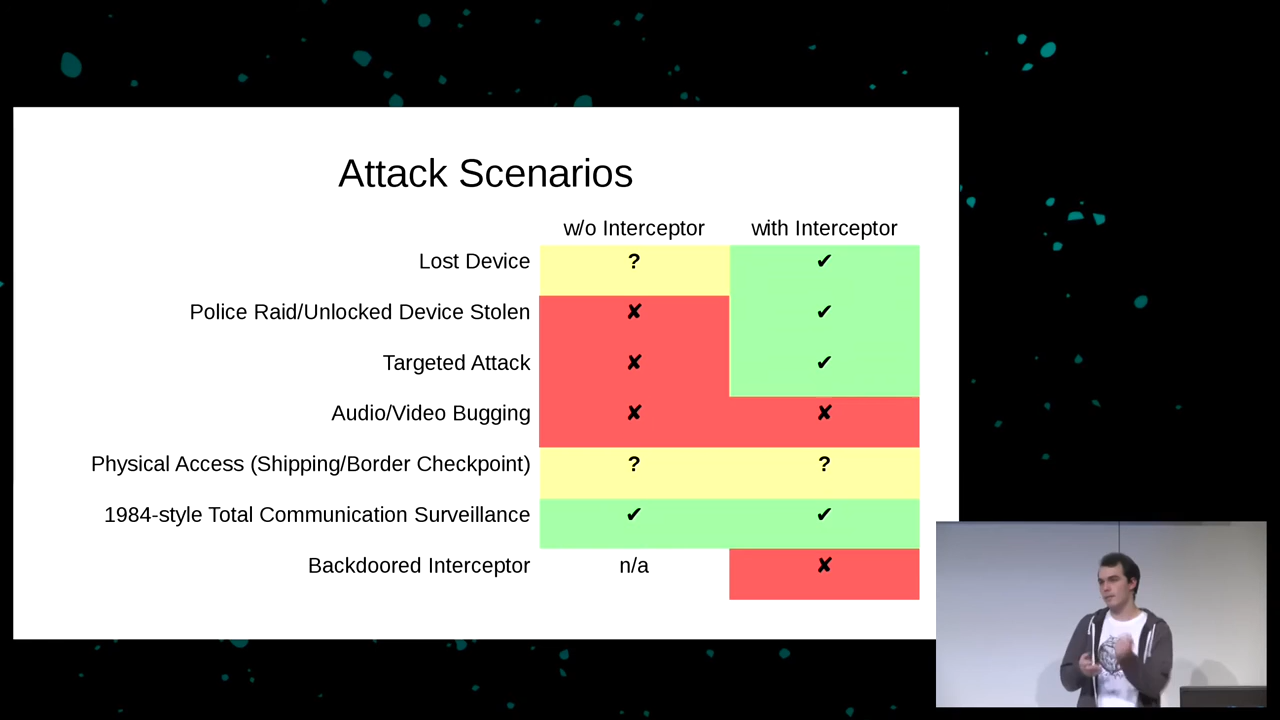 Attack Scenarios
w/o Interceptor with Interceptor
Lost Device ? ✔
Police Raid/Unlocked Device Stolen ✘ ✔
Targeted Attack ✘ ✔
Audio/Video Bugging ✘ ✘
Physical Access (Shipping/Border Checkpoint) ? ?
1984-style Total Communication Surveillance ✔ ✔
Backdoored Interceptor n/a ✘